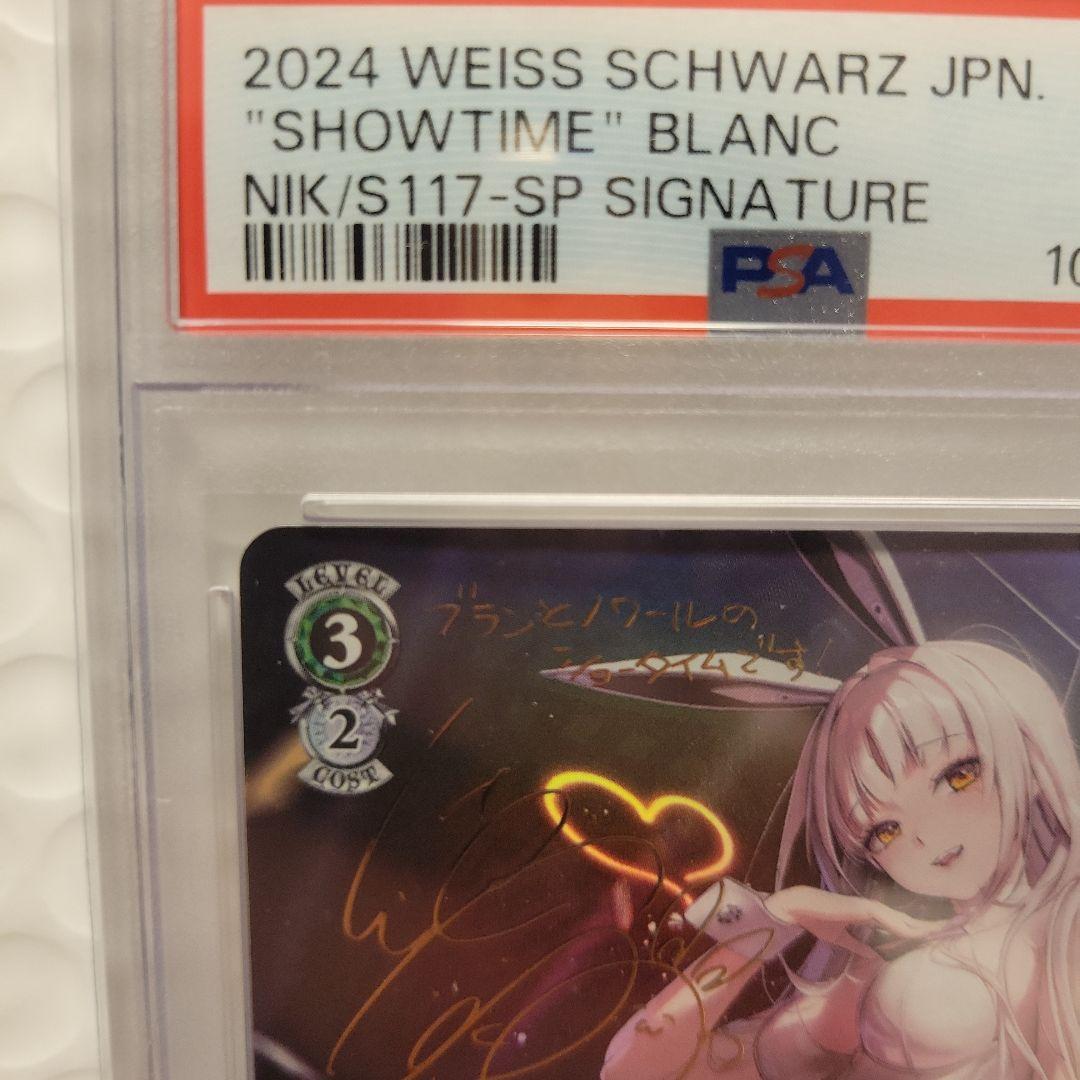 2024 WEISS SCHWARZ JPN.
"SHOWTIME" BLANC
NIK/S117-SP SIGNATURE
PSA
10
LEVEL
3
2
COST
ブランとノワールの
ショータイムです!